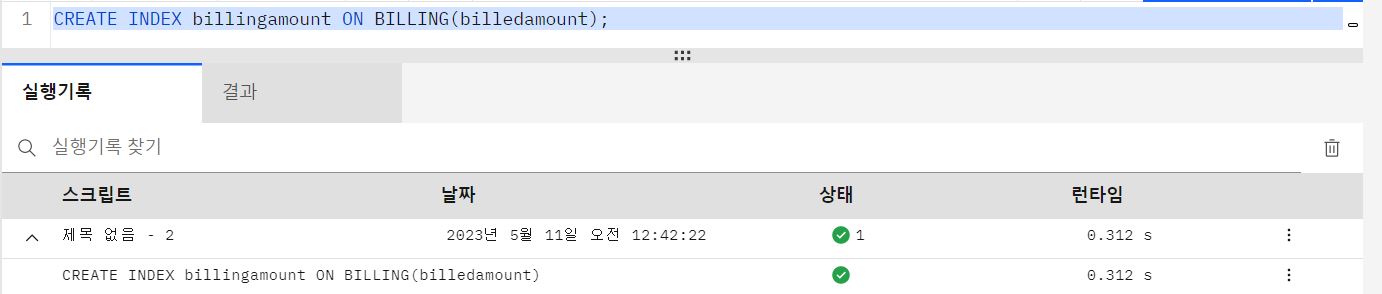 1 CREATE INDEX billingamount ON BILLING(billedamount);
실행기록 결과
실행기록 찾기
스크립트 날짜 상태 런타임
제목 없음 - 2 2023년 5월 11일 오전 12:42:22 1 0.312 s
CREATE INDEX billingamount ON BILLING(billedamount) 0.312 s